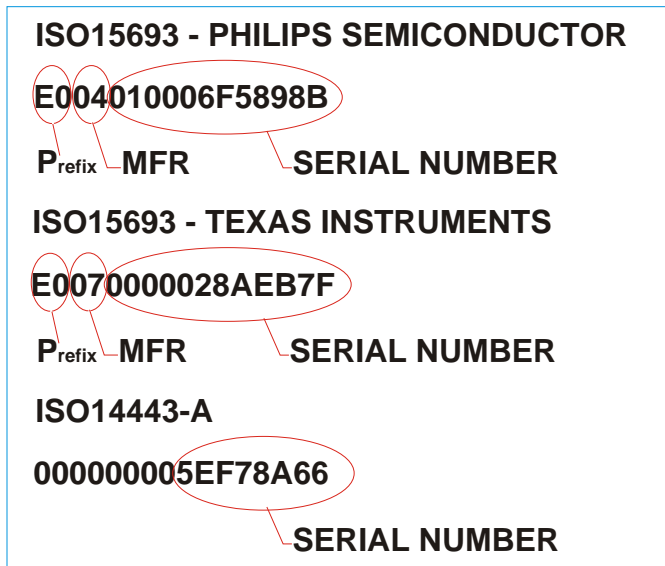 ISO15693 - PHILIPS SEMICONDUCTOR
E004010006F5898B
Prefix MFR SERIAL NUMBER
ISO15693 - TEXAS INSTRUMENTS
E0070000028AEB7F
Prefix MFR SERIAL NUMBER
ISO14443-A
000000005EF78A66
SERIAL NUMBER